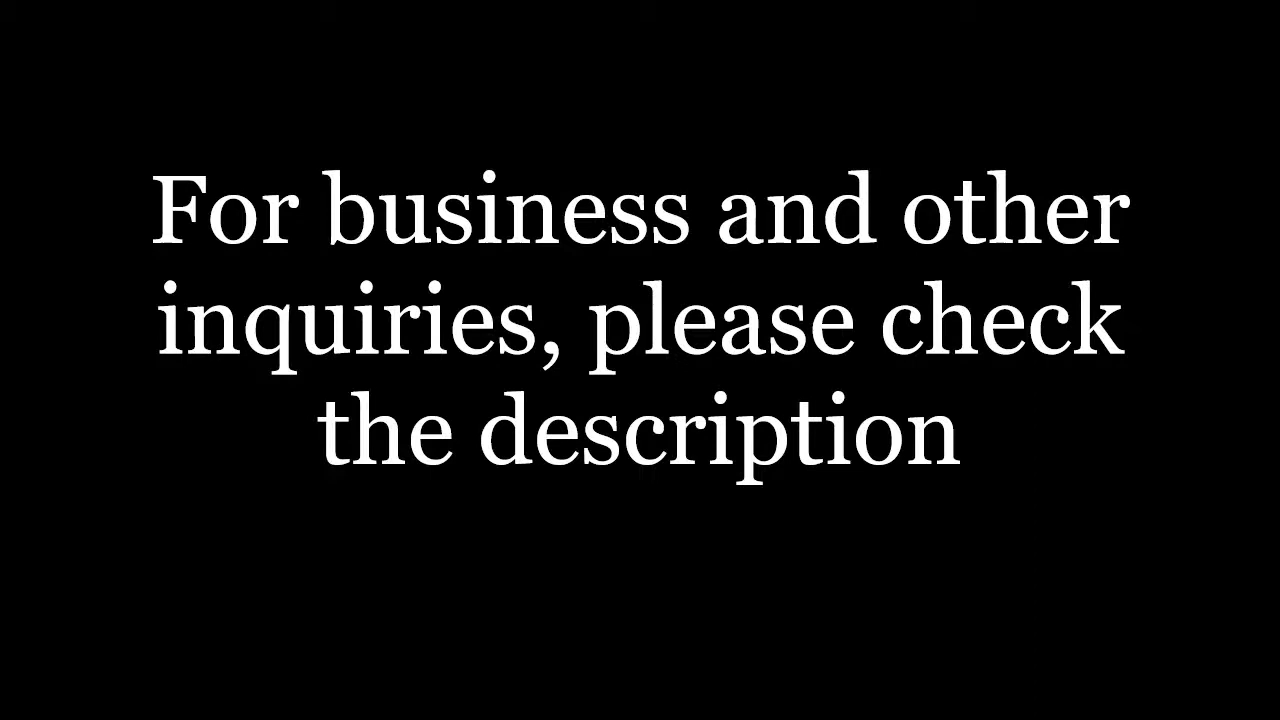 For business and other
inquiries, please check
the description